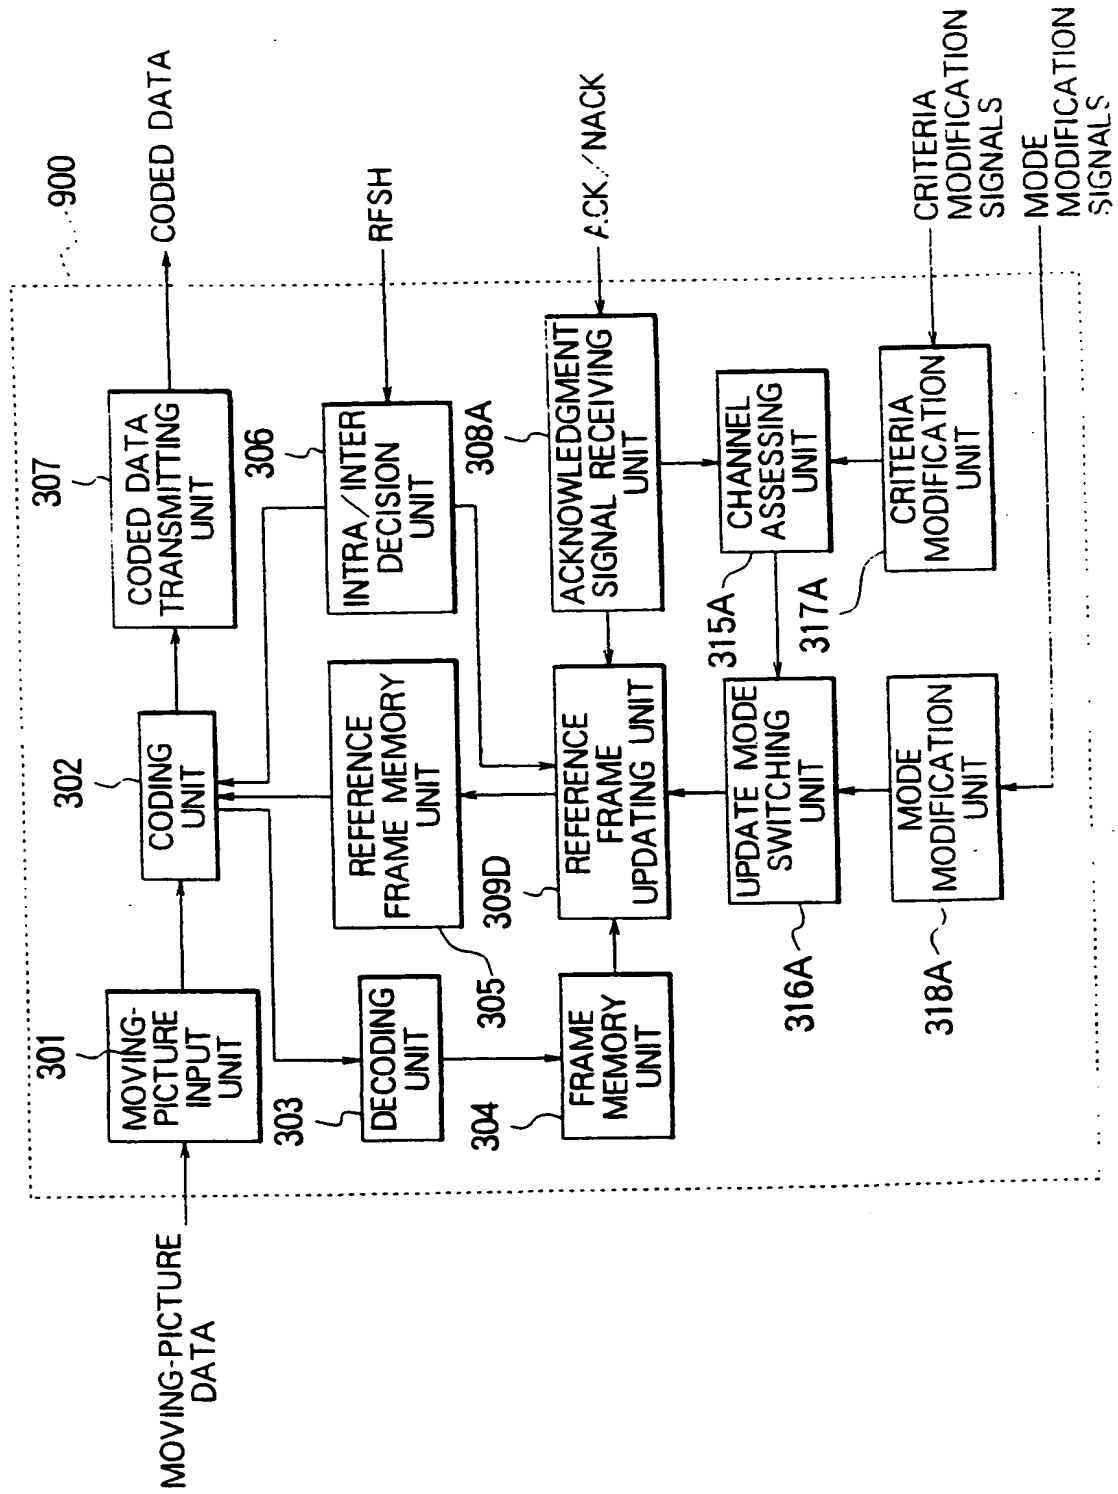 900
MOVING-PICTURE
DATA
301
MOVING-
PICTURE
INPUT
UNIT
302
CODING
UNIT
307
CODED DATA
TRANSMITTING
UNIT
CODED DATA
303
DECODING
UNIT
305
REFERENCE
FRAME MEMORY
UNIT
306
INTRA/INTER
DECISION
UNIT
RFSH
304
FRAME
MEMORY
UNIT
309D
REFERENCE
FRAME
UPDATING UNIT
308A
ACKNOWLEDGMENT
SIGNAL RECEIVING
UNIT
ACK/NACK
316A
UPDATE MODE
SWITCHING
UNIT
315A
CHANNEL
ASSESSING
UNIT
318A
MODE
MODIFICATION
UNIT
317A
CRITERIA
MODIFICATION
UNIT
CRITERIA
MODIFICATION
SIGNALS
MODE
MODIFICATION
SIGNALS